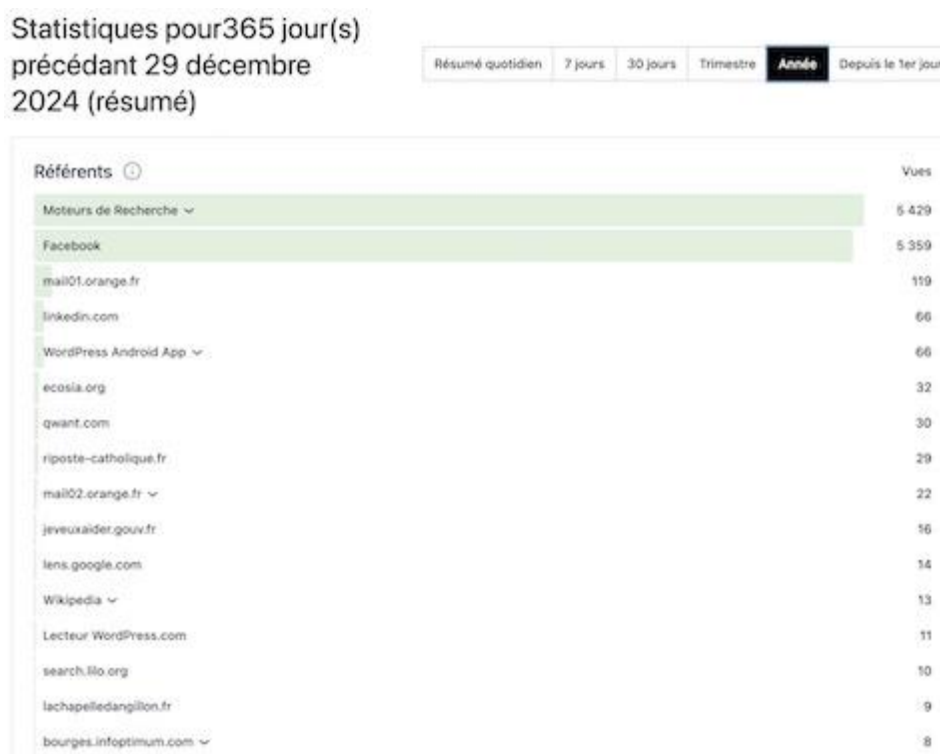 Statistiques pour365 jour(s)
précédant 29 décembre
2024 (résumé)
Résumé quotidien 7 jours 30 jours Trimestre Année Depuis le 1er jour
Référents Vues
Moteurs de Recherche 5 429
Facebook 5 359
mail01.orange.fr 119
linkedin.com 66
WordPress Android App 66
ecosia.org 32
qwant.com 30
riposte-catholique.fr 29
mail02.orange.fr 22
jeveuxaider.gouv.fr 16
lens.google.com 14
Wikipedia 13
Lecteur WordPress.com 11
search.lilo.org 10
lachapelledangillon.fr 9
bourges.infoptimum.com 8